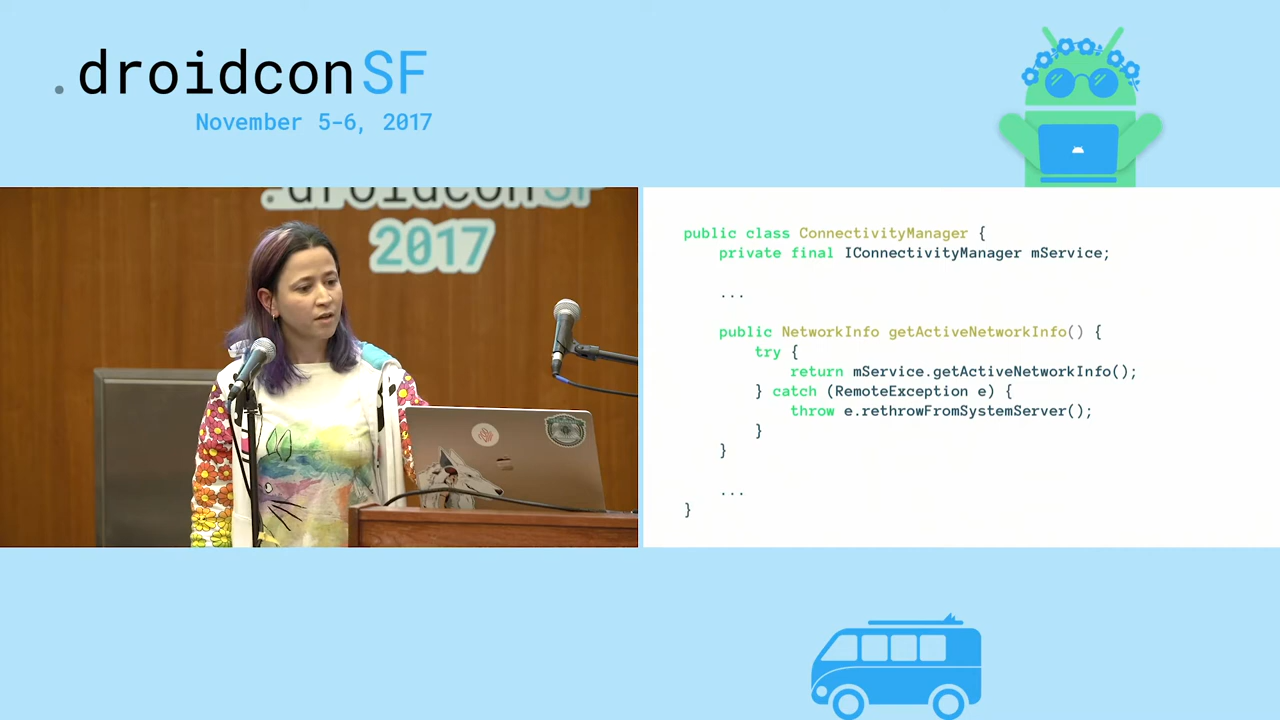 .droidconSF
November 5-6, 2017
.droidconSF
2017
public class ConnectivityManager {
private final IConnectivityManager mService;
...
public NetworkInfo getActiveNetworkInfo() {
try {
return mService.getActiveNetworkInfo();
} catch (RemoteException e) {
throw e.rethrowFromSystemServer();
}
}
...
}